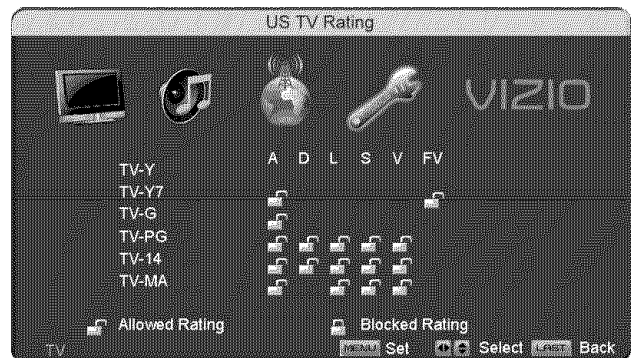 US TV Rating
VIZIO
A D L S V FV
TV-Y
TV-Y7
TV-G
TV-PG
TV-14
TV-MA
Allowed Rating Blocked Rating
TV MENU Set Select LAST Back